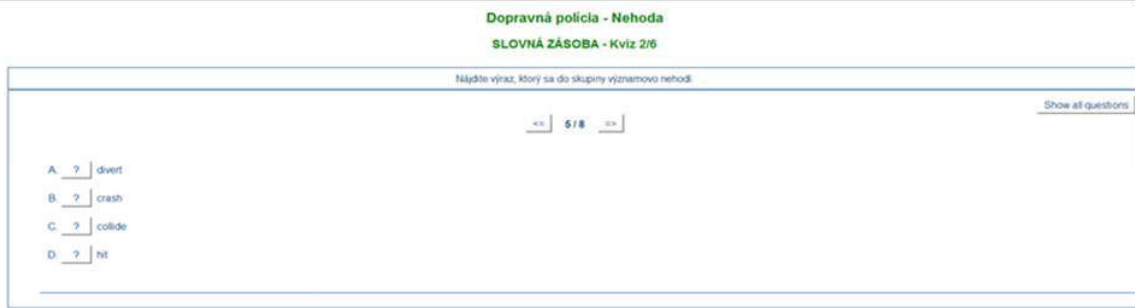 Dopravná polícia - Nehoda
SLOVNÁ ZÁSOBA - Kvíz 2/6
Nájdite výraz, ktorý sa do skupiny významovo nehodí.
Show all questions
<= 5 / 8 =>
A. ? divert
B. ? crash
C. ? collide
D. ? hit